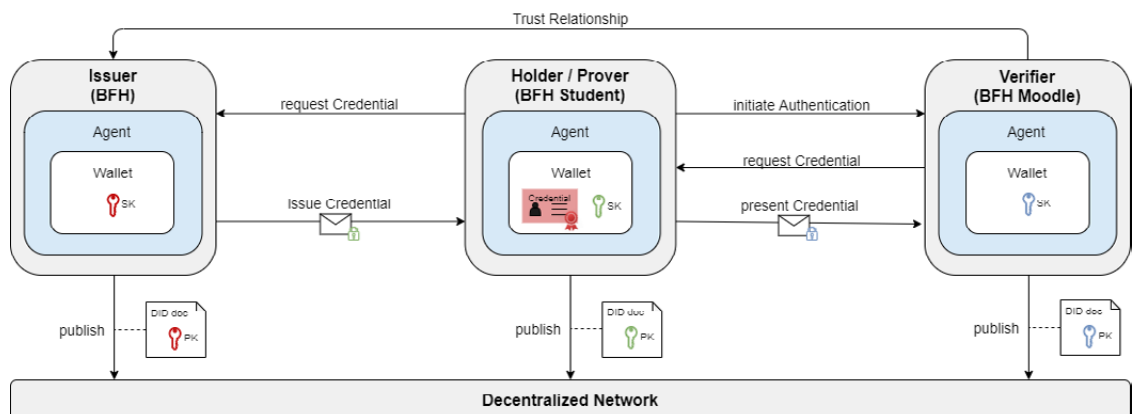 Trust Relationship
Issuer
(BFH)
Holder / Prover
(BFH Student)
Verifier
(BFH Moodle)
request Credential
initiate Authentication
Agent
Agent
Agent
request Credential
Wallet
Wallet
Wallet
Credential
SK
SK
SK
Issue Credential
present Credential
DID doc
DID doc
DID doc
publish
publish
publish
PK
PK
PK
Decentralized Network